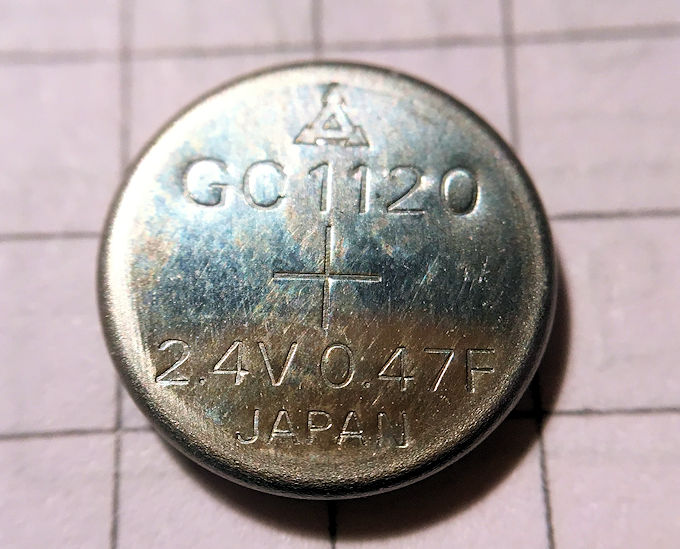 GC1120
+
2.4V 0.47F
JAPAN